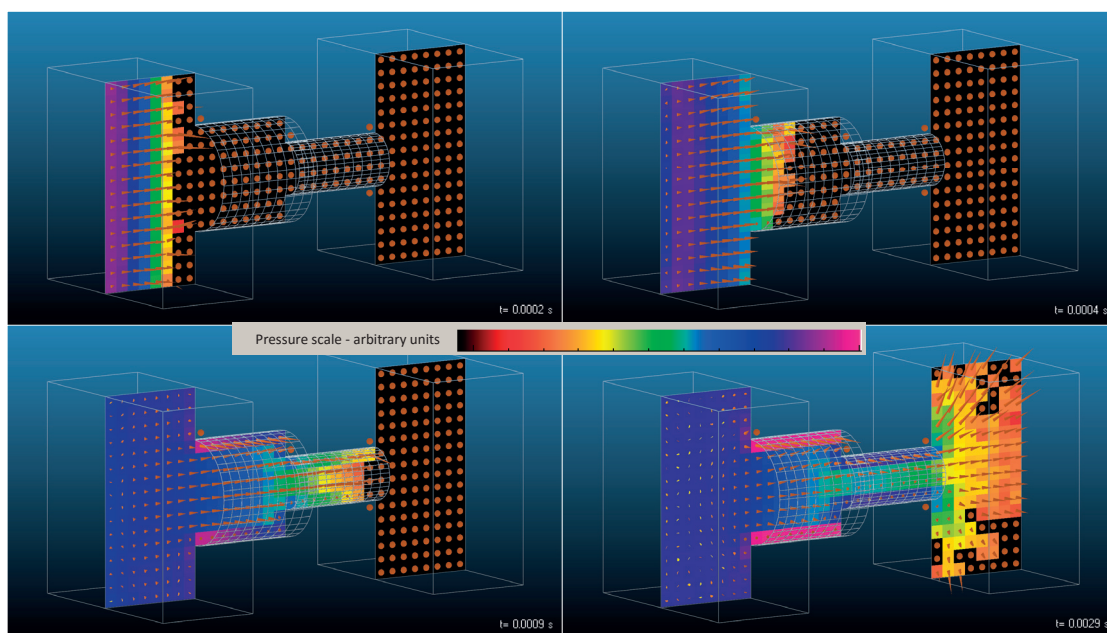 t= 0.0002 s
t= 0.0004 s
Pressure scale - arbitrary units
t= 0.0009 s
t= 0.0029 s